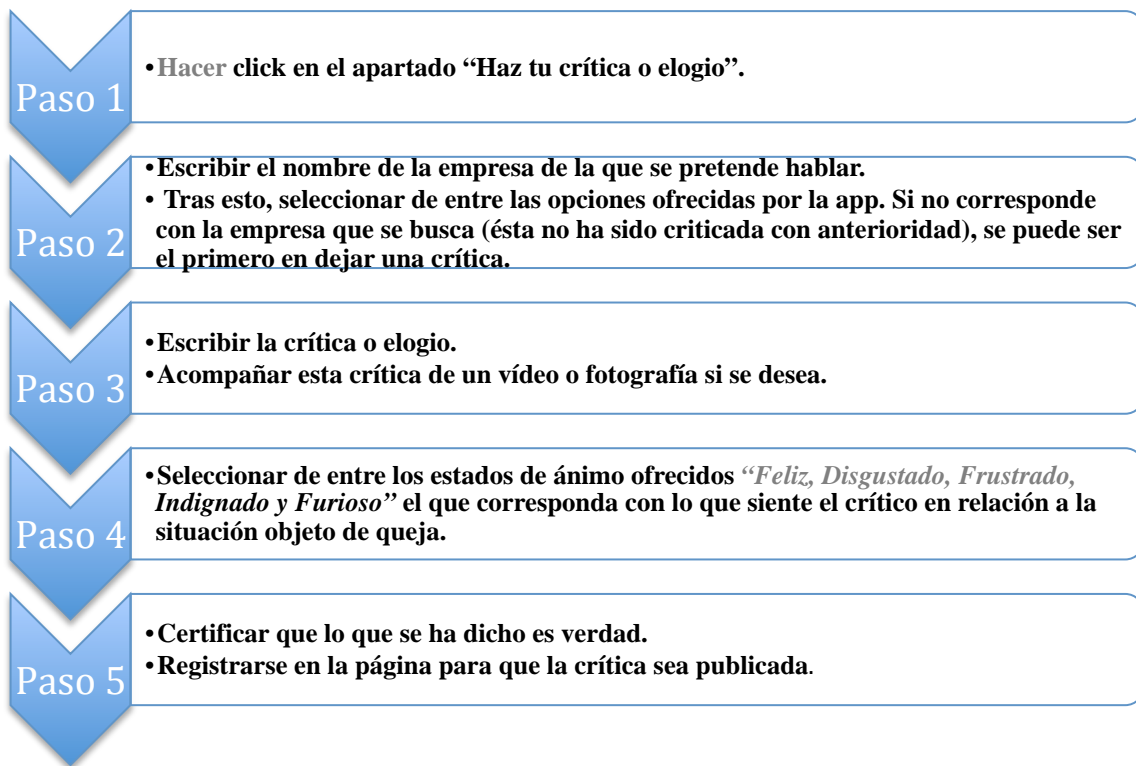 Paso 1
•Hacer click en el apartado “Haz tu crítica o elogio”.
Paso 2
•Escribir el nombre de la empresa de la que se pretende hablar.
• Tras esto, seleccionar de entre las opciones ofrecidas por la app. Si no corresponde
con la empresa que se busca (ésta no ha sido criticada con anterioridad), se puede ser
el primero en dejar una crítica.
Paso 3
•Escribir la crítica o elogio.
•Acompañar esta crítica de un vídeo o fotografía si se desea.
Paso 4
•Seleccionar de entre los estados de ánimo ofrecidos “Feliz, Disgustado, Frustrado,
Indignado y Furioso” el que corresponda con lo que siente el crítico en relación a la
situación objeto de queja.
Paso 5
•Certificar que lo que se ha dicho es verdad.
•Registrarse en la página para que la crítica sea publicada.